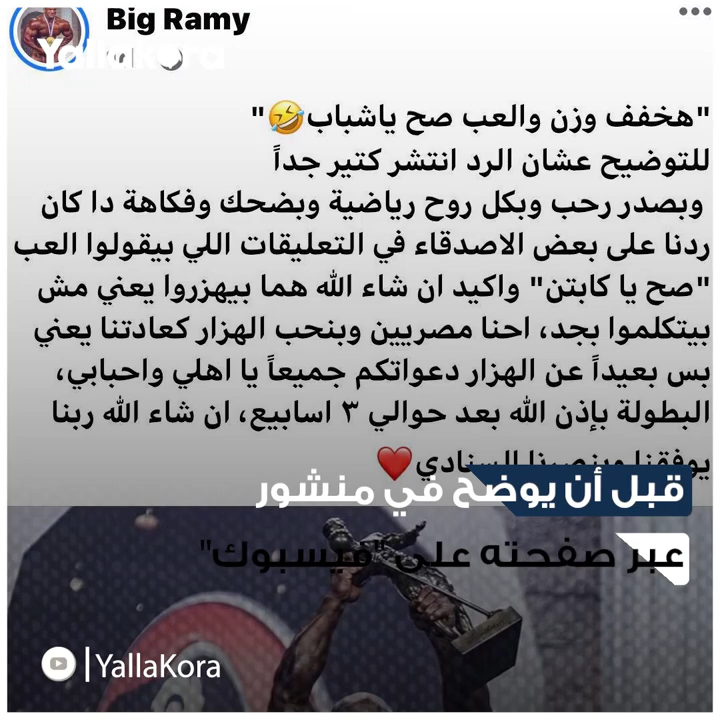 Big Ramy
YallaKora
"هخفف وزن والعب صح ياشباب🤣"
للتوضيح عشان الرد انتشر كتير جداً
وبصدر رحب وبكل روح رياضية وبضحك وفكاهة دا كان
ردنا على بعض الاصدقاء في التعليقات اللي بيقولوا العب
"صح يا كابتن" واكيد ان شاء الله هما بيهزروا يعني مش
بيتكلموا بجد، احنا مصريين وبنحب الهزار كعادتنا يعني
بس بعيداً عن الهزار دعواتكم جميعاً يا اهلي واحبابي،
البطولة بإذن الله بعد حوالي ٣ اسابيع، ان شاء الله ربنا
يوفقنا وينصرنا السنادي❤️
قبل أن يوضح في منشور
عبر صفحته على "فيسبوك"
YallaKora